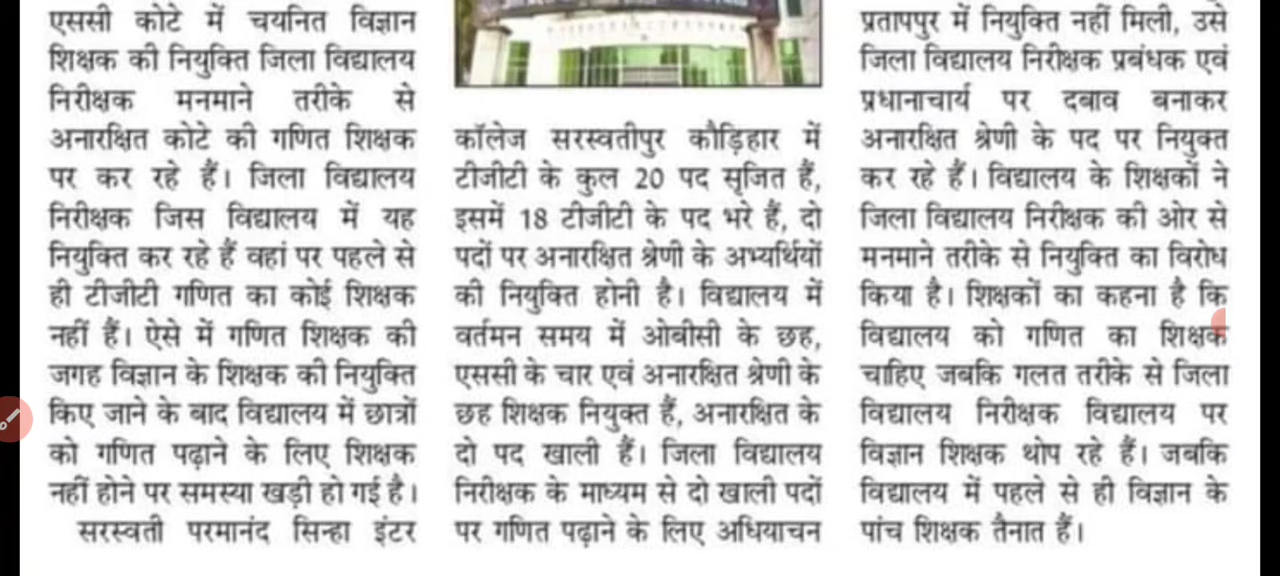 एससी कोटे में चयनित विज्ञान
शिक्षक की नियुक्ति जिला विद्यालय
निरीक्षक मनमाने तरीके से
अनारक्षित कोटे की गणित शिक्षक
पर कर रहे हैं। जिला विद्यालय
निरीक्षक जिस विद्यालय में यह
नियुक्ति कर रहे हैं वहां पर पहले से
ही टीजीटी गणित का कोई शिक्षक
नहीं हैं। ऐसे में गणित शिक्षक की
जगह विज्ञान के शिक्षक की नियुक्ति
किए जाने के बाद विद्यालय में छात्रों
को गणित पढ़ाने के लिए शिक्षक
नहीं होने पर समस्या खड़ी हो गई है।
सरस्वती परमानंद सिन्हा इंटर
कॉलेज सरस्वतीपुर कौड़िहार में
टीजीटी के कुल 20 पद सृजित हैं,
इसमें 18 टीजीटी के पद भरे हैं, दो
पदों पर अनारक्षित श्रेणी के अभ्यर्थियों
की नियुक्ति होनी है। विद्यालय में
वर्तमन समय में ओबीसी के छह,
एससी के चार एवं अनारक्षित श्रेणी के
छह शिक्षक नियुक्त हैं, अनारक्षित के
दो पद खाली हैं। जिला विद्यालय
निरीक्षक के माध्यम से दो खाली पदों
पर गणित पढ़ाने के लिए अधियाचन
प्रतापपुर में नियुक्ति नहीं मिली, उसे
जिला विद्यालय निरीक्षक प्रबंधक एवं
प्रधानाचार्य पर दबाव बनाकर
अनारक्षित श्रेणी के पद पर नियुक्त
कर रहे हैं। विद्यालय के शिक्षकों ने
जिला विद्यालय निरीक्षक की ओर से
मनमाने तरीके से नियुक्ति का विरोध
किया है। शिक्षकों का कहना है कि
विद्यालय को गणित का शिक्षक
चाहिए जबकि गलत तरीके से जिला
विद्यालय निरीक्षक विद्यालय पर
विज्ञान शिक्षक थोप रहे हैं। जबकि
विद्यालय में पहले से ही विज्ञान के
पांच शिक्षक तैनात हैं।